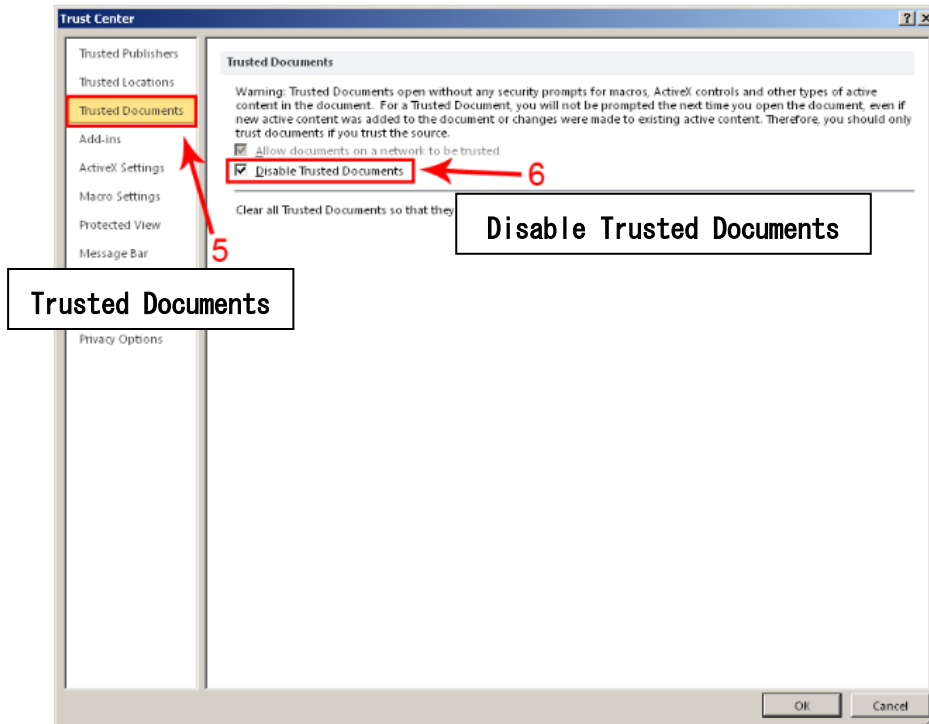 Trust Center
Trusted Publishers
Trusted Locations
Trusted Documents
Add-ins
ActiveX Settings
Macro Settings
Protected View
Message Bar
Privacy Options
Trusted Documents
Warning: Trusted Documents open without any security prompts for macros, ActiveX controls and other types of active
content in the document. For a Trusted Document, you will not be prompted the next time you open the document, even if
new active content was added to the document or changes were made to existing active content. Therefore, you should only
trust documents if you trust the source.
Allow documents on a network to be trusted
Disable Trusted Documents
6
Clear all Trusted Documents so that they
Disable Trusted Documents
5
Trusted Documents
OK
Cancel